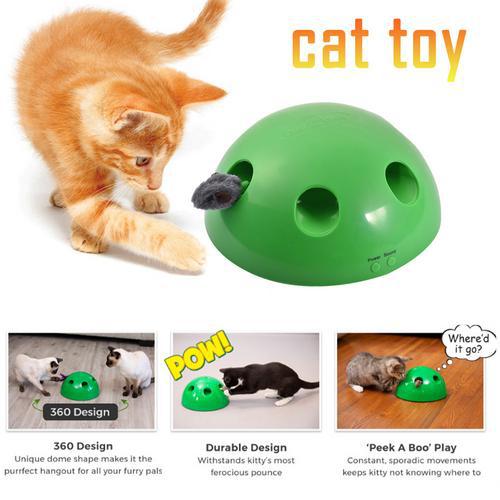 cat toy
Power Sound
POW!
Where'd
it go?
360 Design
360 Design
Unique dome shape makes it the
purrfect hangout for all your furry pals
Durable Design
Withstands kitty's most
ferocious pounce
‘Peek A Boo’ Play
Constant, sporadic movements
keeps kitty not knowing where to